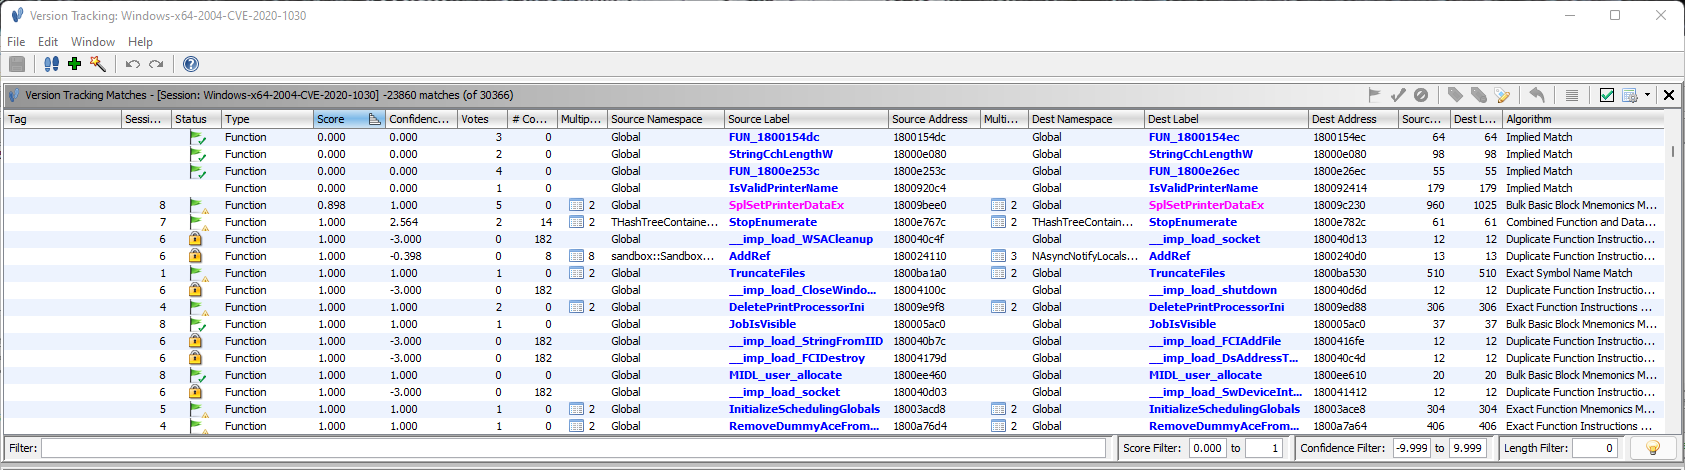 Version Tracking: Windows-x64-2004-CVE-2020-1030
File Edit Window Help
Version Tracking Matches - [Session: Windows-x64-2004-CVE-2020-1030] -23860 matches (of 30366)
Tag Sessi... Status Type Score Confidenc... Votes # Co... Multip... Source Namespace Source Label Source Address Multi... Dest Namespace Dest Label Dest Address Sourc... Dest L... Algorithm
Function 0.000 0.000 3 0 Global FUN_1800154dc 1800154dc Global FUN_1800154ec 1800154ec 64 64 Implied Match
Function 0.000 0.000 2 0 Global StringCchLengthW 18000e080 Global StringCchLengthW 18000e080 98 98 Implied Match
Function 0.000 0.000 4 0 Global FUN_1800e253c 1800e253c Global FUN_1800e26ec 1800e26ec 55 55 Implied Match
Function 0.000 0.000 1 0 Global IsValidPrinterName 1800920c4 Global IsValidPrinterName 180092414 179 179 Implied Match
8 Function 0.898 1.000 5 0 2 Global SplSetPrinterDataEx 18009bee0 2 Global SplSetPrinterDataEx 18009c230 960 1025 Bulk Basic Block Mnemonics M...
7 Function 1.000 2.564 2 14 2 THashTreeContaine... StopEnumerate 1800e767c 2 THashTreeContain... StopEnumerate 1800e782c 61 61 Combined Function and Data...
6 Function 1.000 -3.000 0 182 Global __imp_load_WSACleanup 180040c4f Global __imp_load_socket 180040d13 12 12 Duplicate Function Instructio...
6 Function 1.000 -0.398 0 8 8 sandbox::Sandbox... AddRef 180024110 3 NAsyncNotifyLocals... AddRef 1800240d0 13 13 Duplicate Function Instructio...
1 Function 1.000 1.000 1 0 2 Global TruncateFiles 1800ba1a0 2 Global TruncateFiles 1800ba530 510 510 Exact Symbol Name Match
6 Function 1.000 -3.000 0 182 Global __imp_load_CloseWindo... 18004100c Global __imp_load_shutdown 180040d6d 12 12 Duplicate Function Instructio...
4 Function 1.000 1.000 2 0 2 Global DeletePrintProcessorIni 18009e9f8 2 Global DeletePrintProcessorIni 18009ed88 306 306 Exact Function Instructions ...
8 Function 1.000 1.000 1 0 Global JobIsVisible 180005ac0 Global JobIsVisible 180005ac0 37 37 Bulk Basic Block Mnemonics M...
6 Function 1.000 -3.000 0 182 Global __imp_load_StringFromIID 180040b7c Global __imp_load_FCIAddFile 1800416fe 12 12 Duplicate Function Instructio...
6 Function 1.000 -3.000 0 182 Global __imp_load_FCIDestroy 18004179d Global __imp_load_DsAddressT... 180040c4d 12 12 Duplicate Function Instructio...
8 Function 1.000 1.000 1 0 Global MIDL_user_allocate 1800ee460 Global MIDL_user_allocate 1800ee610 20 20 Bulk Basic Block Mnemonics M...
6 Function 1.000 -3.000 0 182 Global __imp_load_socket 180040d03 Global __imp_load_SwDeviceInt... 180041412 12 12 Duplicate Function Instructio...
5 Function 1.000 1.000 1 0 2 Global InitializeSchedulingGlobals 18003acd8 2 Global InitializeSchedulingGlobals 18003ace8 304 304 Exact Function Mnemonics M...
4 Function 1.000 1.000 1 0 2 Global RemoveDummyAceFrom... 1800a76d4 2 Global RemoveDummyAceFrom... 1800a7a64 406 406 Exact Function Instructions ...
Filter: Score Filter: 0.000 to 1 Confidence Filter: -9.999 to 9.999 Length Filter: 0